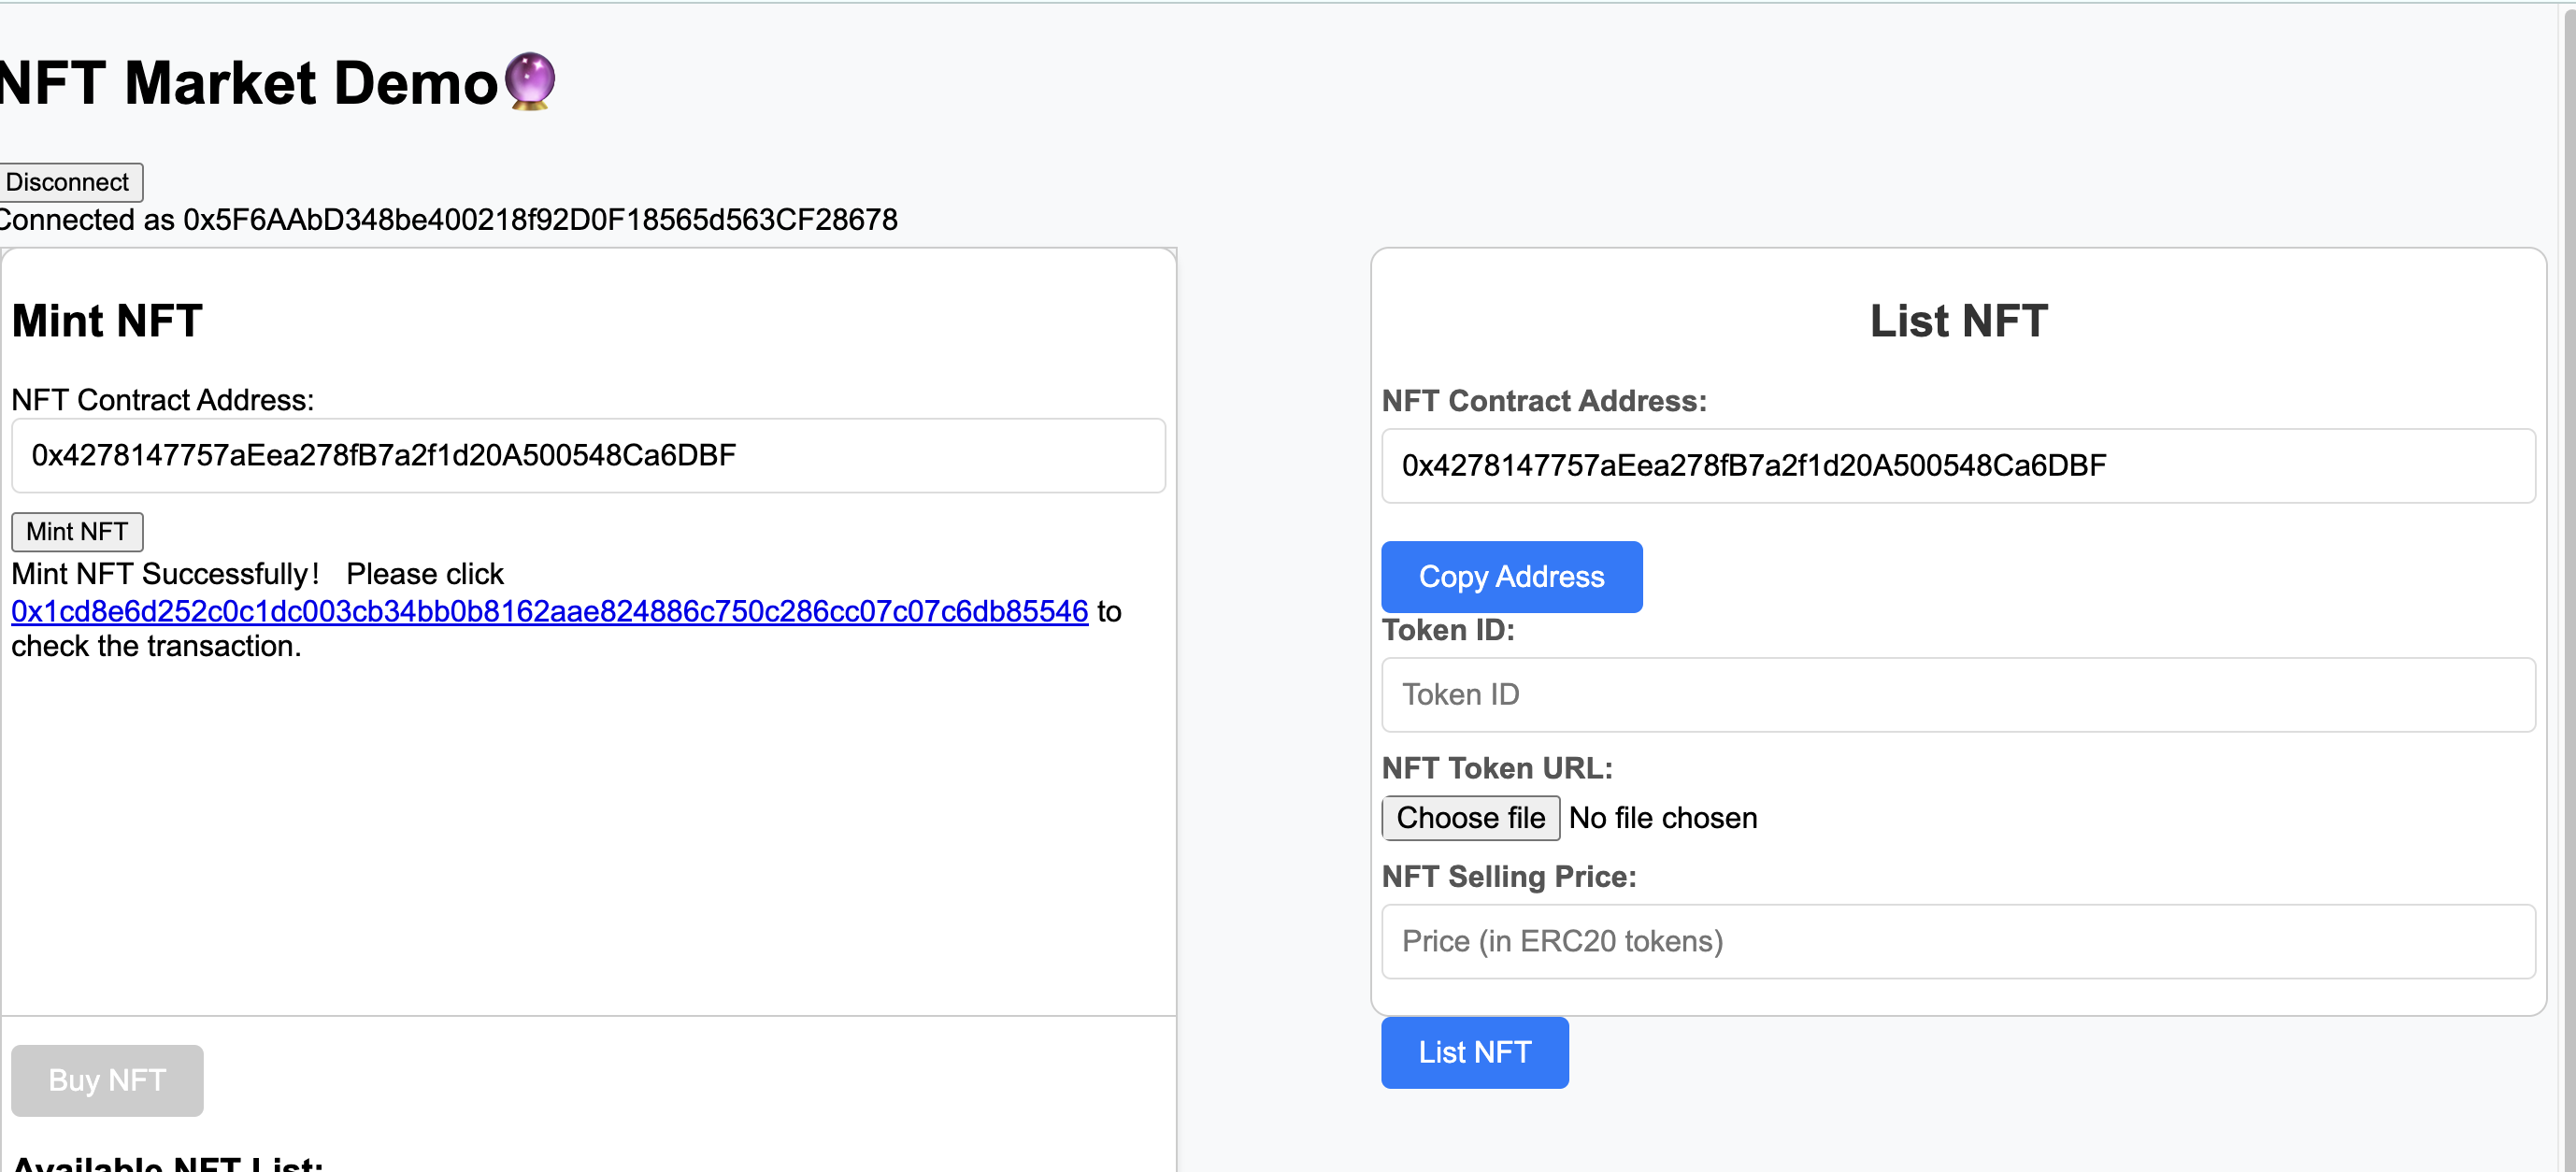 NFT Market Demo🔮
Disconnect
Connected as 0x5F6AAbD348be400218f92D0F18565d563CF28678
Mint NFT
NFT Contract Address:
0x4278147757aEea278fB7a2f1d20A500548Ca6DBF
Mint NFT
Mint NFT Successfully！ Please click
0x1cd8e6d252c0c1dc003cb34bb0b8162aae824886c750c286cc07c07c6db85546 to
check the transaction.
Buy NFT
Available NFT List:
List NFT
NFT Contract Address:
0x4278147757aEea278fB7a2f1d20A500548Ca6DBF
Copy Address
Token ID:
Token ID
NFT Token URL:
Choose file No file chosen
NFT Selling Price:
Price (in ERC20 tokens)
List NFT